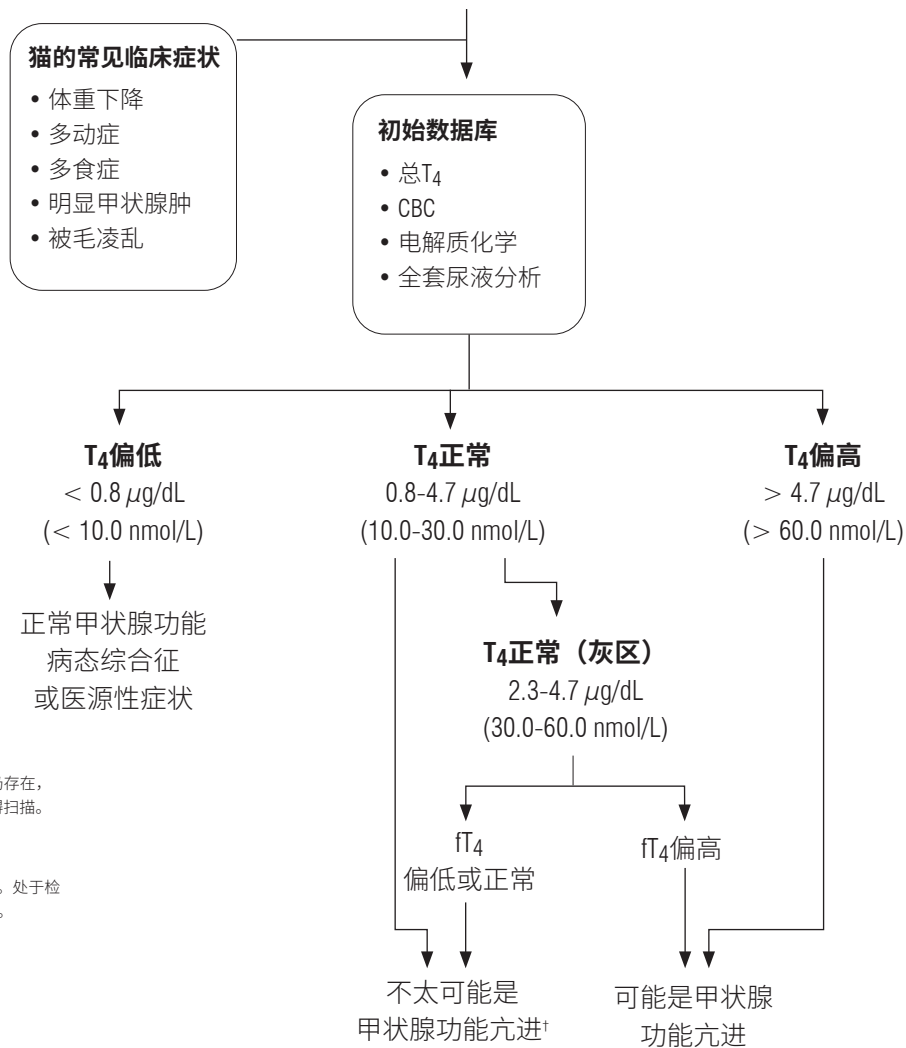 猫的常见临床症状
• 体重下降
• 多动症
• 多食症
• 明显甲状腺肿
• 被毛凌乱
初始数据库
• 总T₄
• CBC
• 电解质化学
• 全套尿液分析
T₄偏低
< 0.8 μg/dL
(< 10.0 nmol/L)
正常甲状腺功能
病态综合征
或医源性症状
T₄正常
0.8-4.7 μg/dL
(10.0-30.0 nmol/L)
T₄偏高
> 4.7 μg/dL
(> 60.0 nmol/L)
T₄正常（灰区）
2.3-4.7 μg/dL
(30.0-60.0 nmol/L)
fT₄
偏低或正常
fT₄偏高
不太可能是
甲状腺功能亢进†
可能是甲状腺
功能亢进
存在，
扫描。
。处于检
。